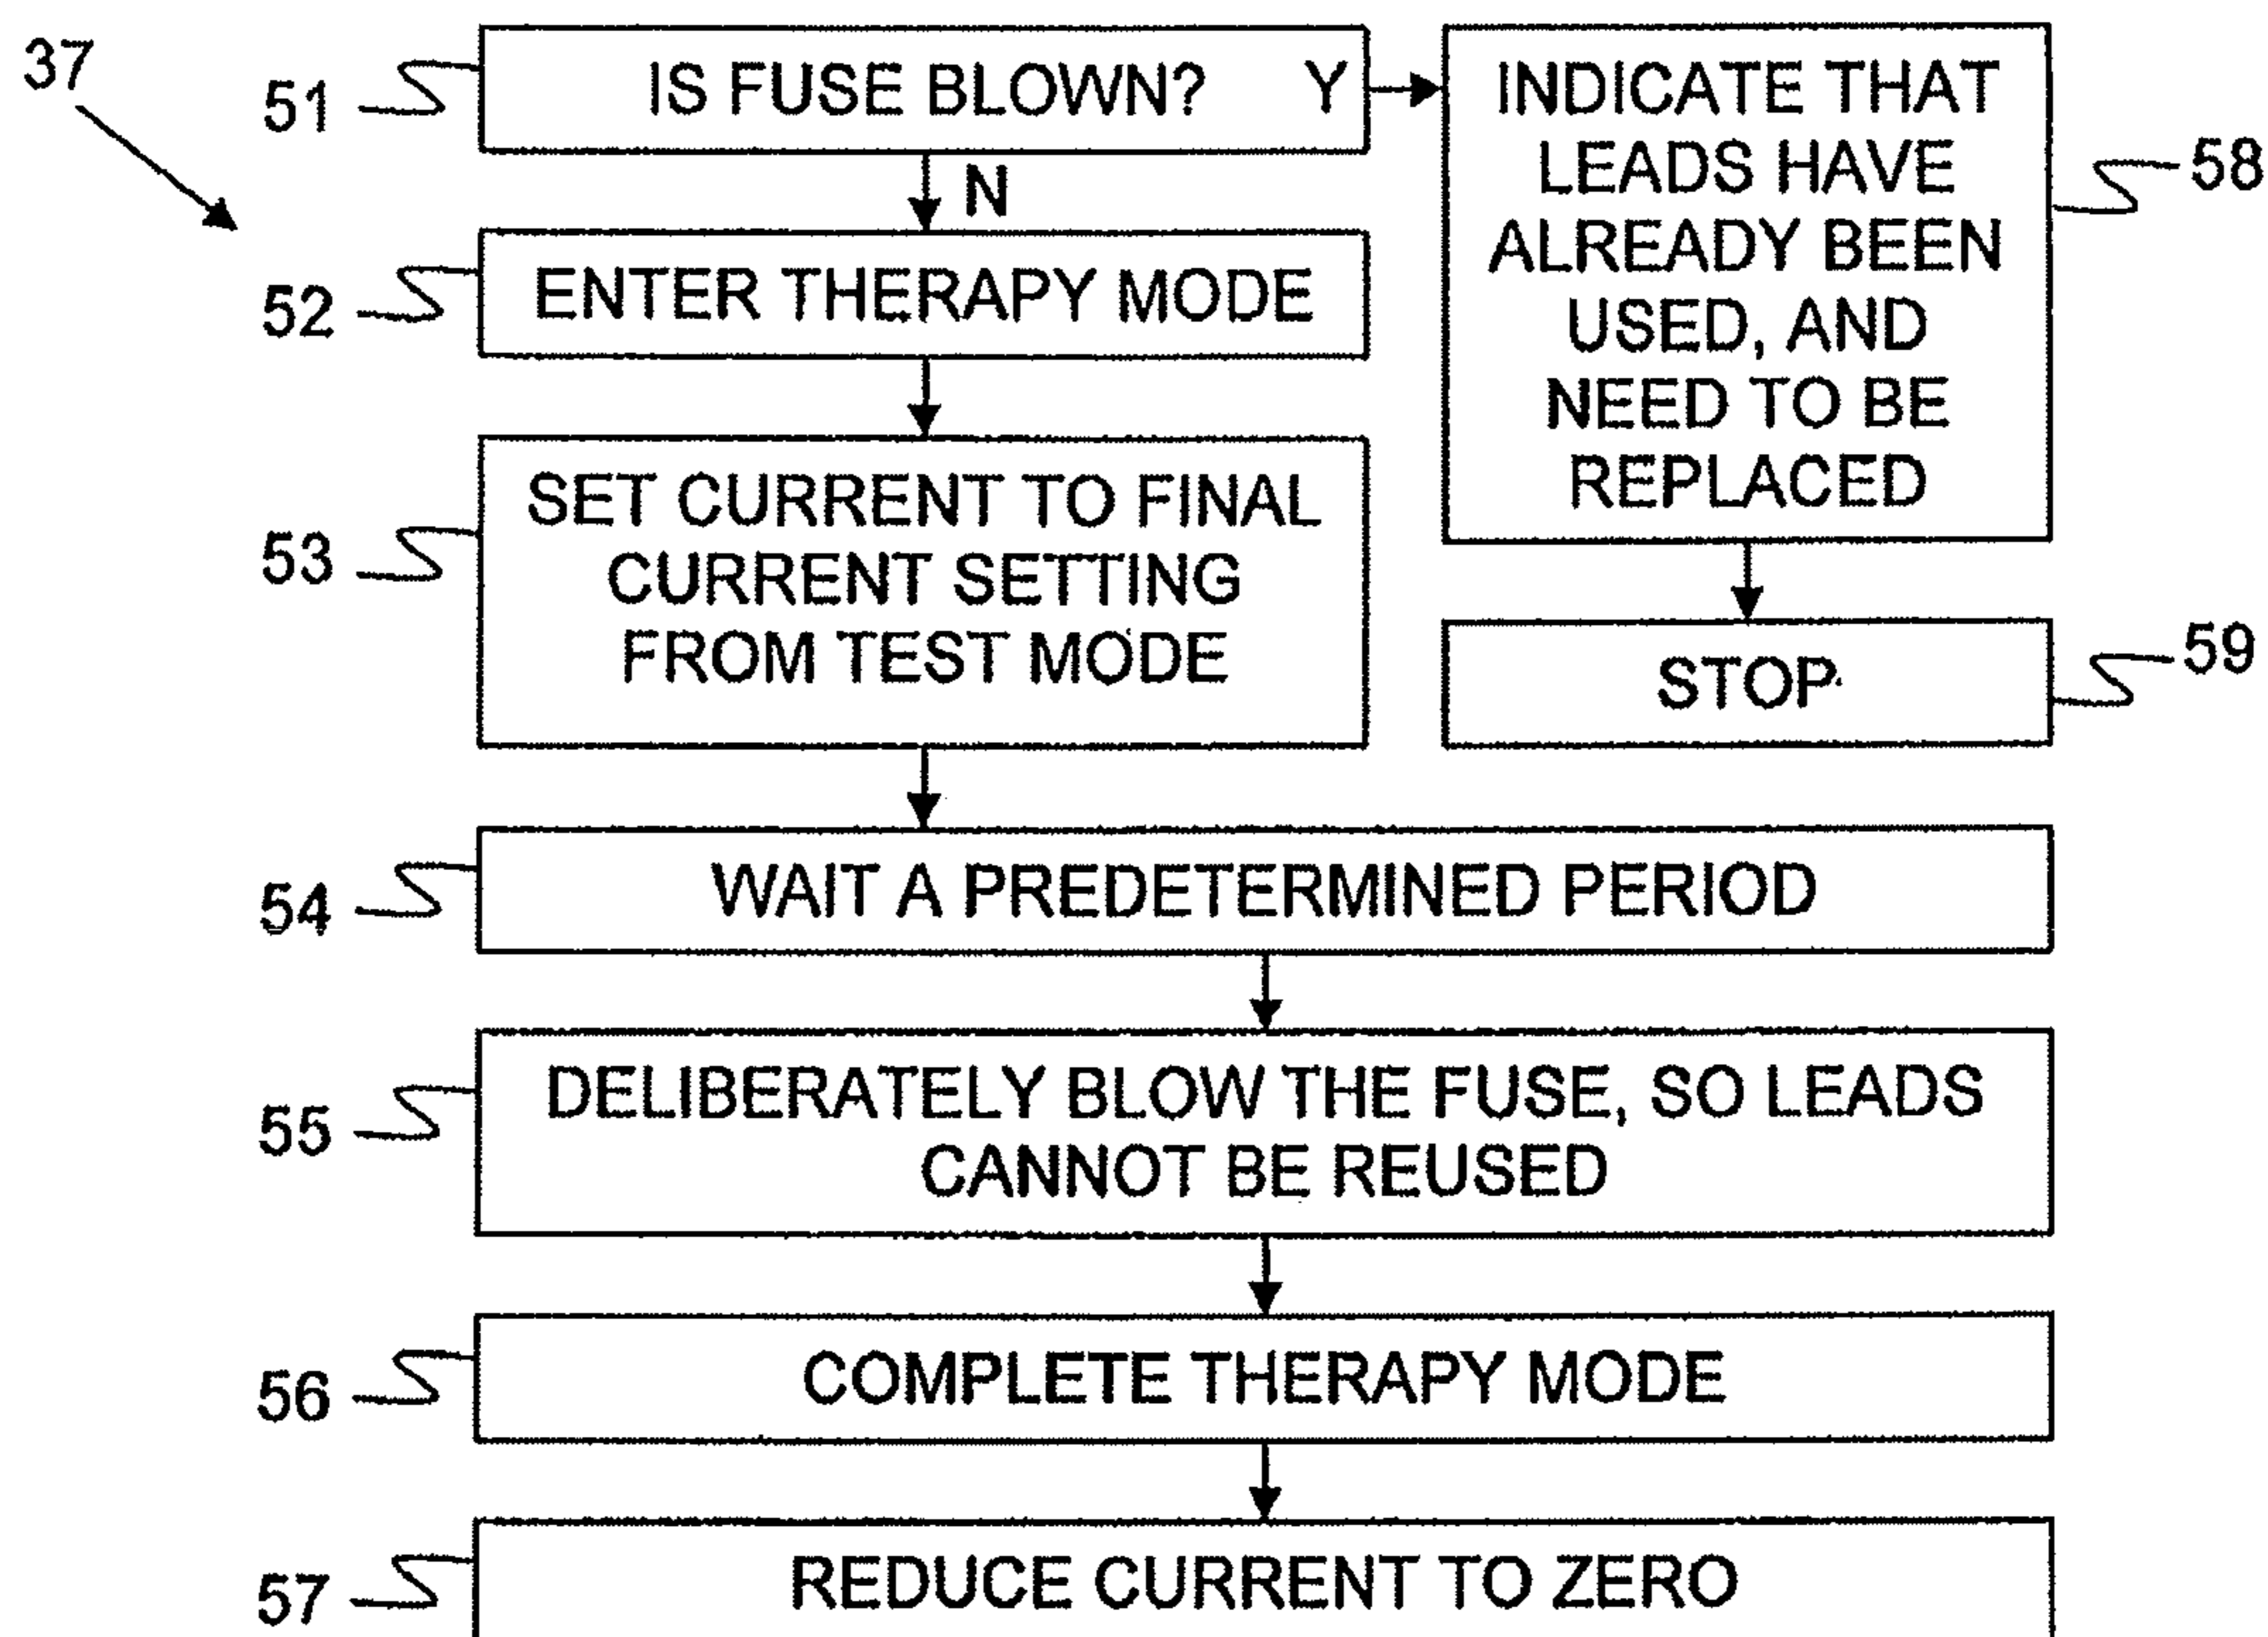 37
51
IS FUSE BLOWN? Y
N
52
ENTER THERAPY MODE
53
SET CURRENT TO FINAL
CURRENT SETTING
FROM TEST MODE
INDICATE THAT
LEADS HAVE
ALREADY BEEN
USED, AND
NEED TO BE
REPLACED
58
STOP
59
54
WAIT A PREDETERMINED PERIOD
55
DELIBERATELY BLOW THE FUSE, SO LEADS
CANNOT BE REUSED
56
COMPLETE THERAPY MODE
57
REDUCE CURRENT TO ZERO